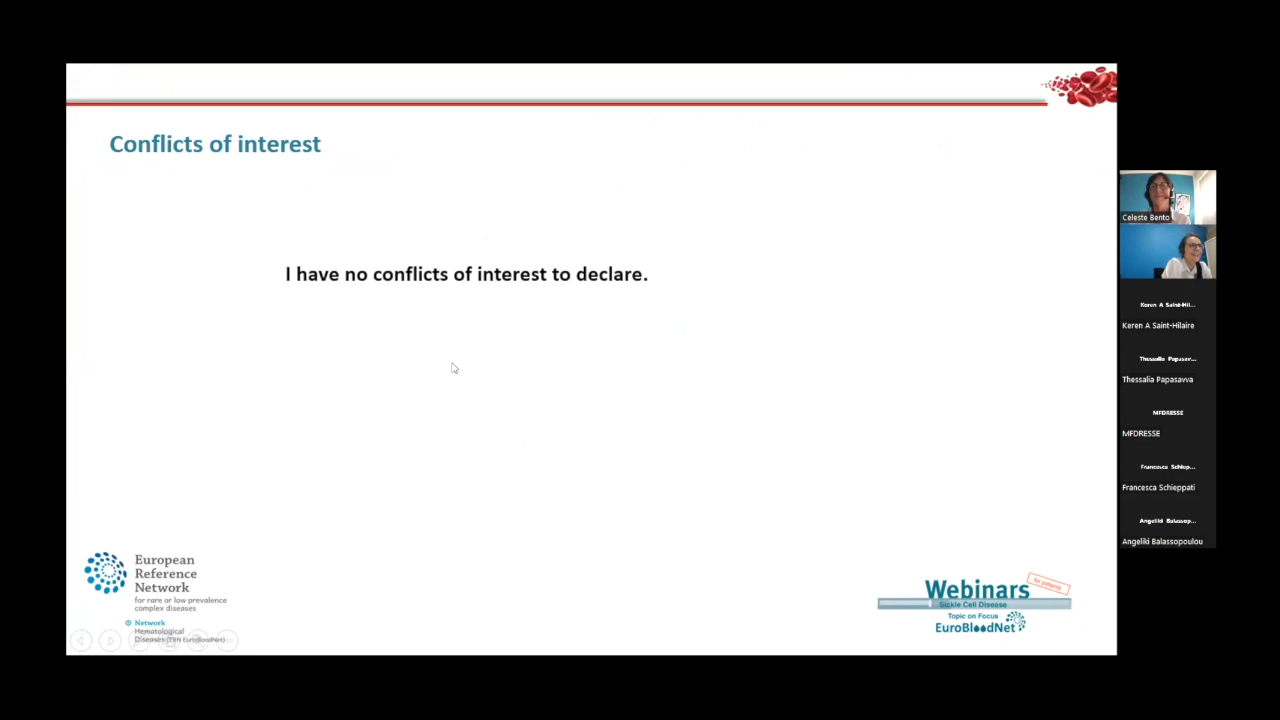 Conflicts of interest
I have no conflicts of interest to declare.
European
Reference
Network
for rare or low prevalence
complex diseases
Network
Hematological
Diseases (ERN EuroBloodNet)
Webinars
for patients
Sickle Cell Disease
Topic on Focus
EuroBloodNet
Celeste Bento
Keren A Saint-Hil...
Keren A Saint-Hilaire
Thessalia Papasav...
Thessalia Papasavva
MFDRESSE
MFDRESSE
Francesca Schiep...
Francesca Schieppati
Angeliki Balassop...
Angeliki Balassopoulou